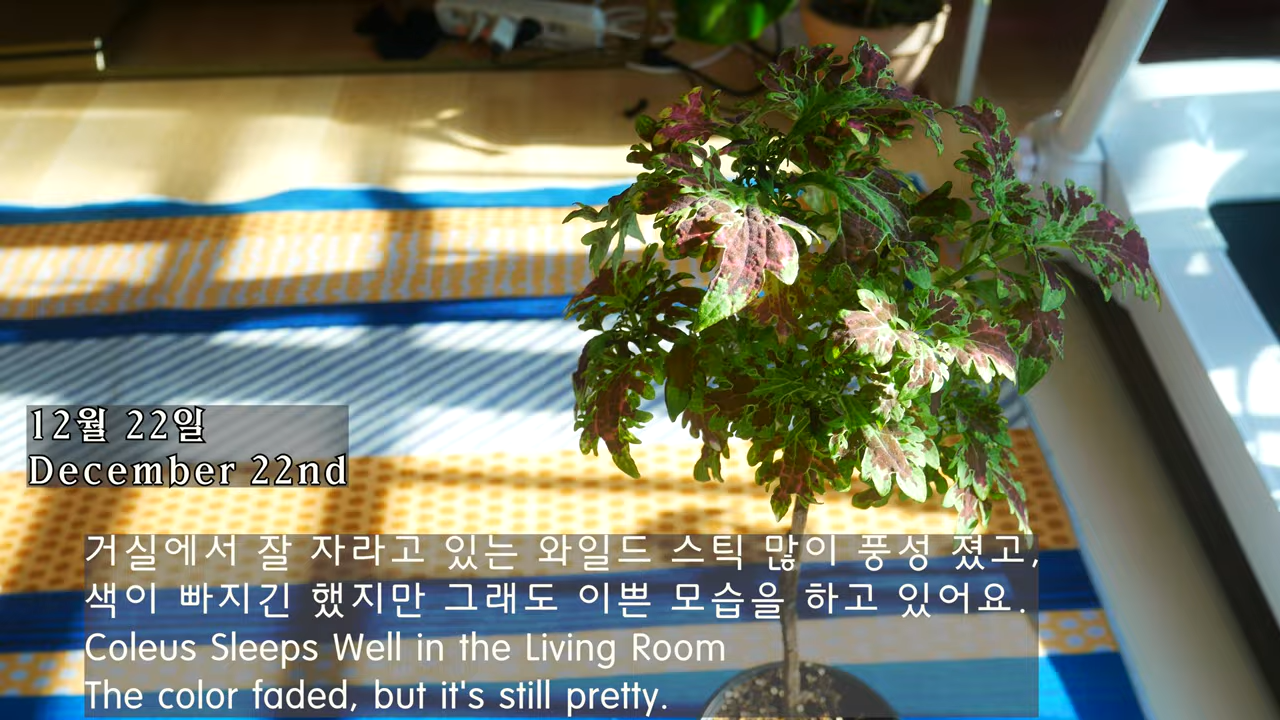 12월 22일
December 22nd
거실에서 잘 자라고 있는 와일드 스틱 많이 풍성 졌고,
색이 빠지긴 했지만 그래도 이쁜 모습을 하고 있어요.
Coleus Sleeps Well in the Living Room
The color faded, but it's still pretty.